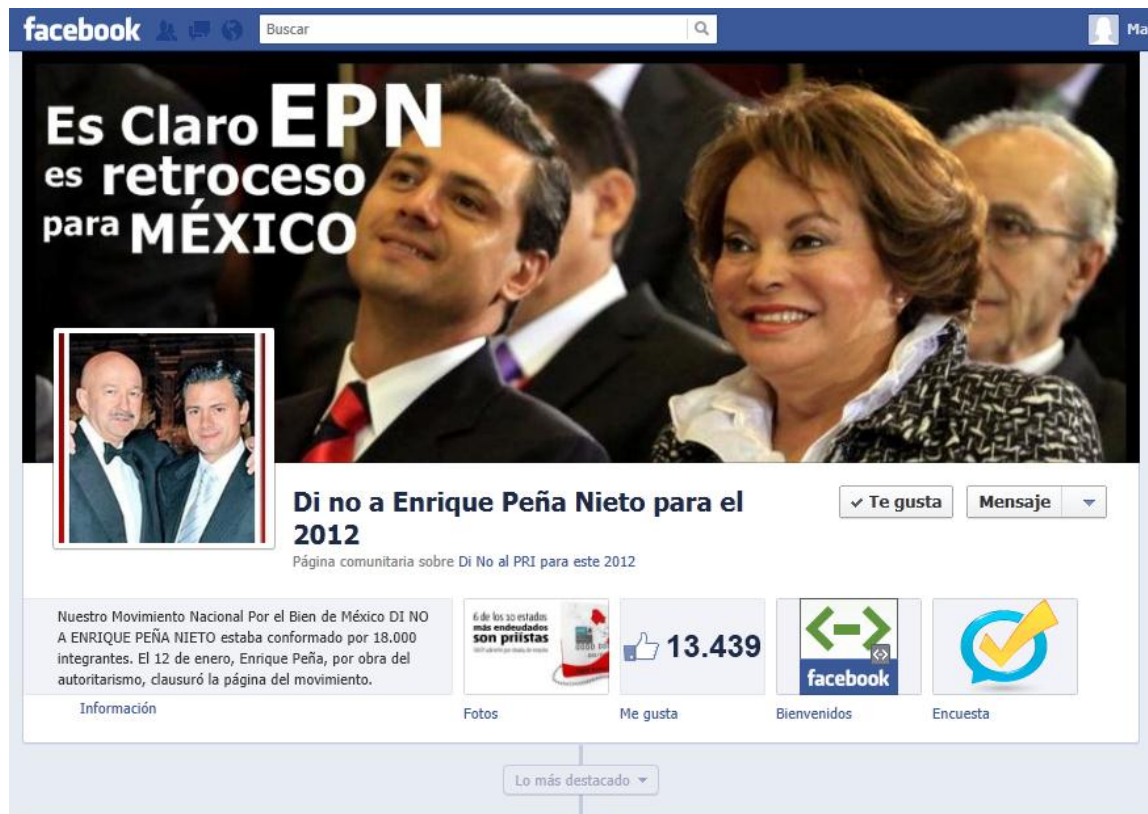 facebook
Buscar
Ma
Es Claro EPN
es retroceso
para MÉXICO
Di no a Enrique Peña Nieto para el
2012
Página comunitaria sobre Di No al PRI para este 2012
✓ Te gusta
Mensaje
Nuestro Movimiento Nacional Por el Bien de México DI NO
A ENRIQUE PEÑA NIETO estaba conformado por 18.000
integrantes. El 12 de enero, Enrique Peña, por obra del
autoritarismo, clausuró la página del movimiento.
Información
6 de los 10 estados
más endeudados
son priistas
Fotos
13.439
Me gusta
facebook
Bienvenidos
Encuesta
Lo más destacado